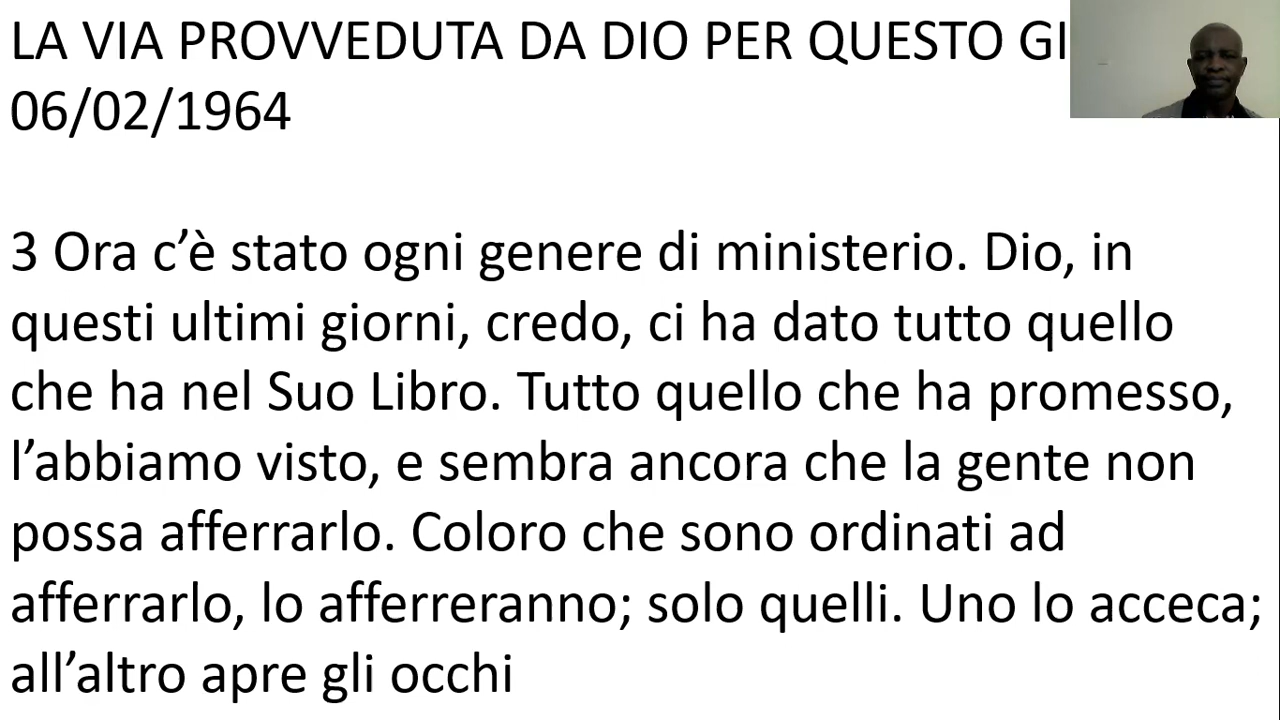 LA VIA PROVVEDUTA DA DIO PER QUESTO
06/02/1964
3 Ora c’è stato ogni genere di ministerio. Dio, in
questi ultimi giorni, credo, ci ha dato tutto quello
che ha nel Suo Libro. Tutto quello che ha promesso,
l’abbiamo visto, e sembra ancora che la gente non
possa afferrarlo. Coloro che sono ordinati ad
afferrarlo, lo afferreranno; solo quelli. Uno lo acceca;
all’altro apre gli occhi